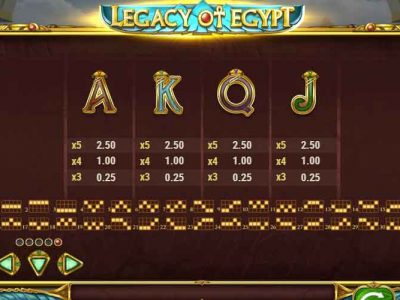 LEGACY OF EGYPT
A K Q J
x5 2.50 x5 2.50 x5 2.50 x5 2.50
x4 1.00 x4 1.00 x4 1.00 x4 1.00
x3 0.25 x3 0.25 x3 0.25 x3 0.25